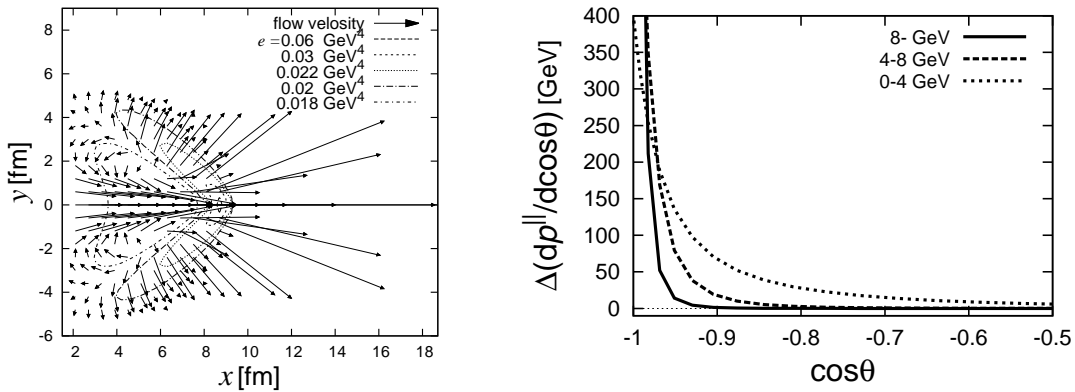 flow velocity
e =0.06 GeV4
0.03 GeV4
0.022 GeV4
0.02 GeV4
0.018 GeV4
8
6
4
2
0
-2
-4
-6
y [fm]
2 4 6 8 10 12 14 16 18
x [fm]
8- GeV
4-8 GeV
0-4 GeV
400
350
300
250
200
150
100
50
0
Δ(dp||/dcosθ) [GeV]
-1 -0.9 -0.8 -0.7 -0.6 -0.5
cosθ